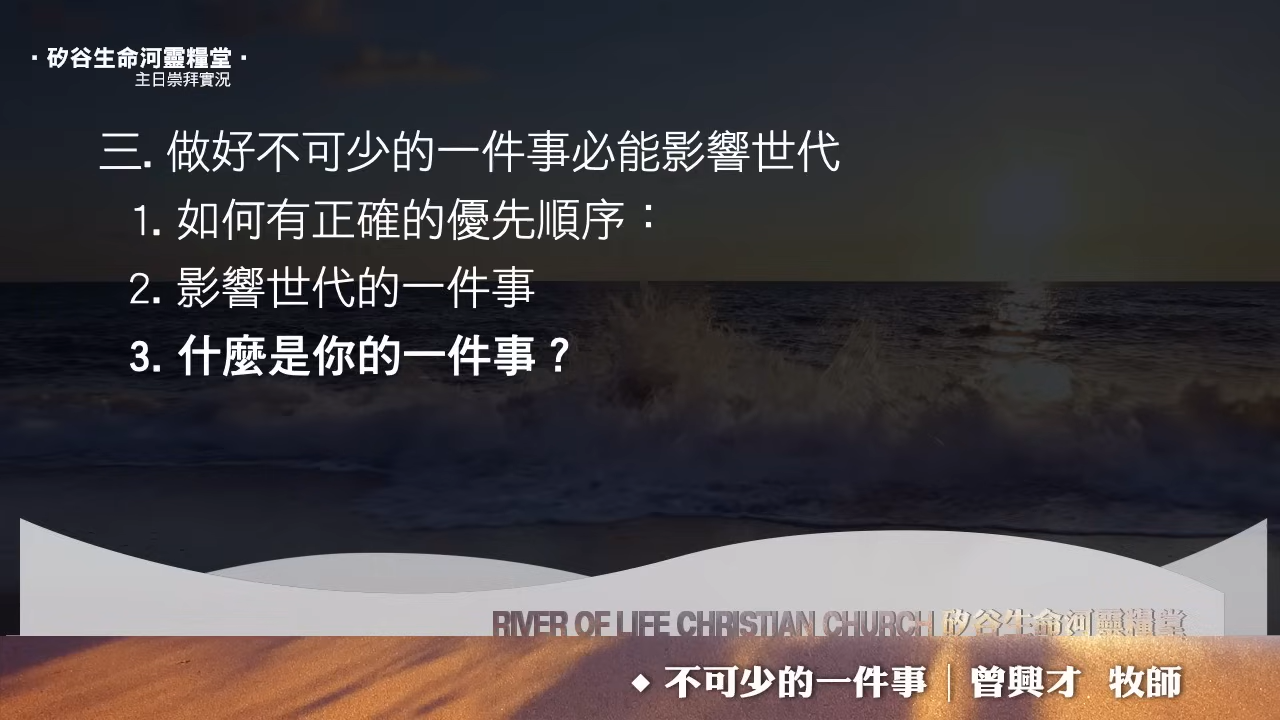 ·矽谷生命河靈糧堂·
主日崇拜實況
三. 做好不可少的一件事必能影響世代
1. 如何有正確的優先順序：
2. 影響世代的一件事
3. 什麼是你的一件事？
RIVER OF LIFE CHRISTIAN CHURCH 矽谷生命河靈糧堂
◆ 不可少的一件事│曾興才 牧師